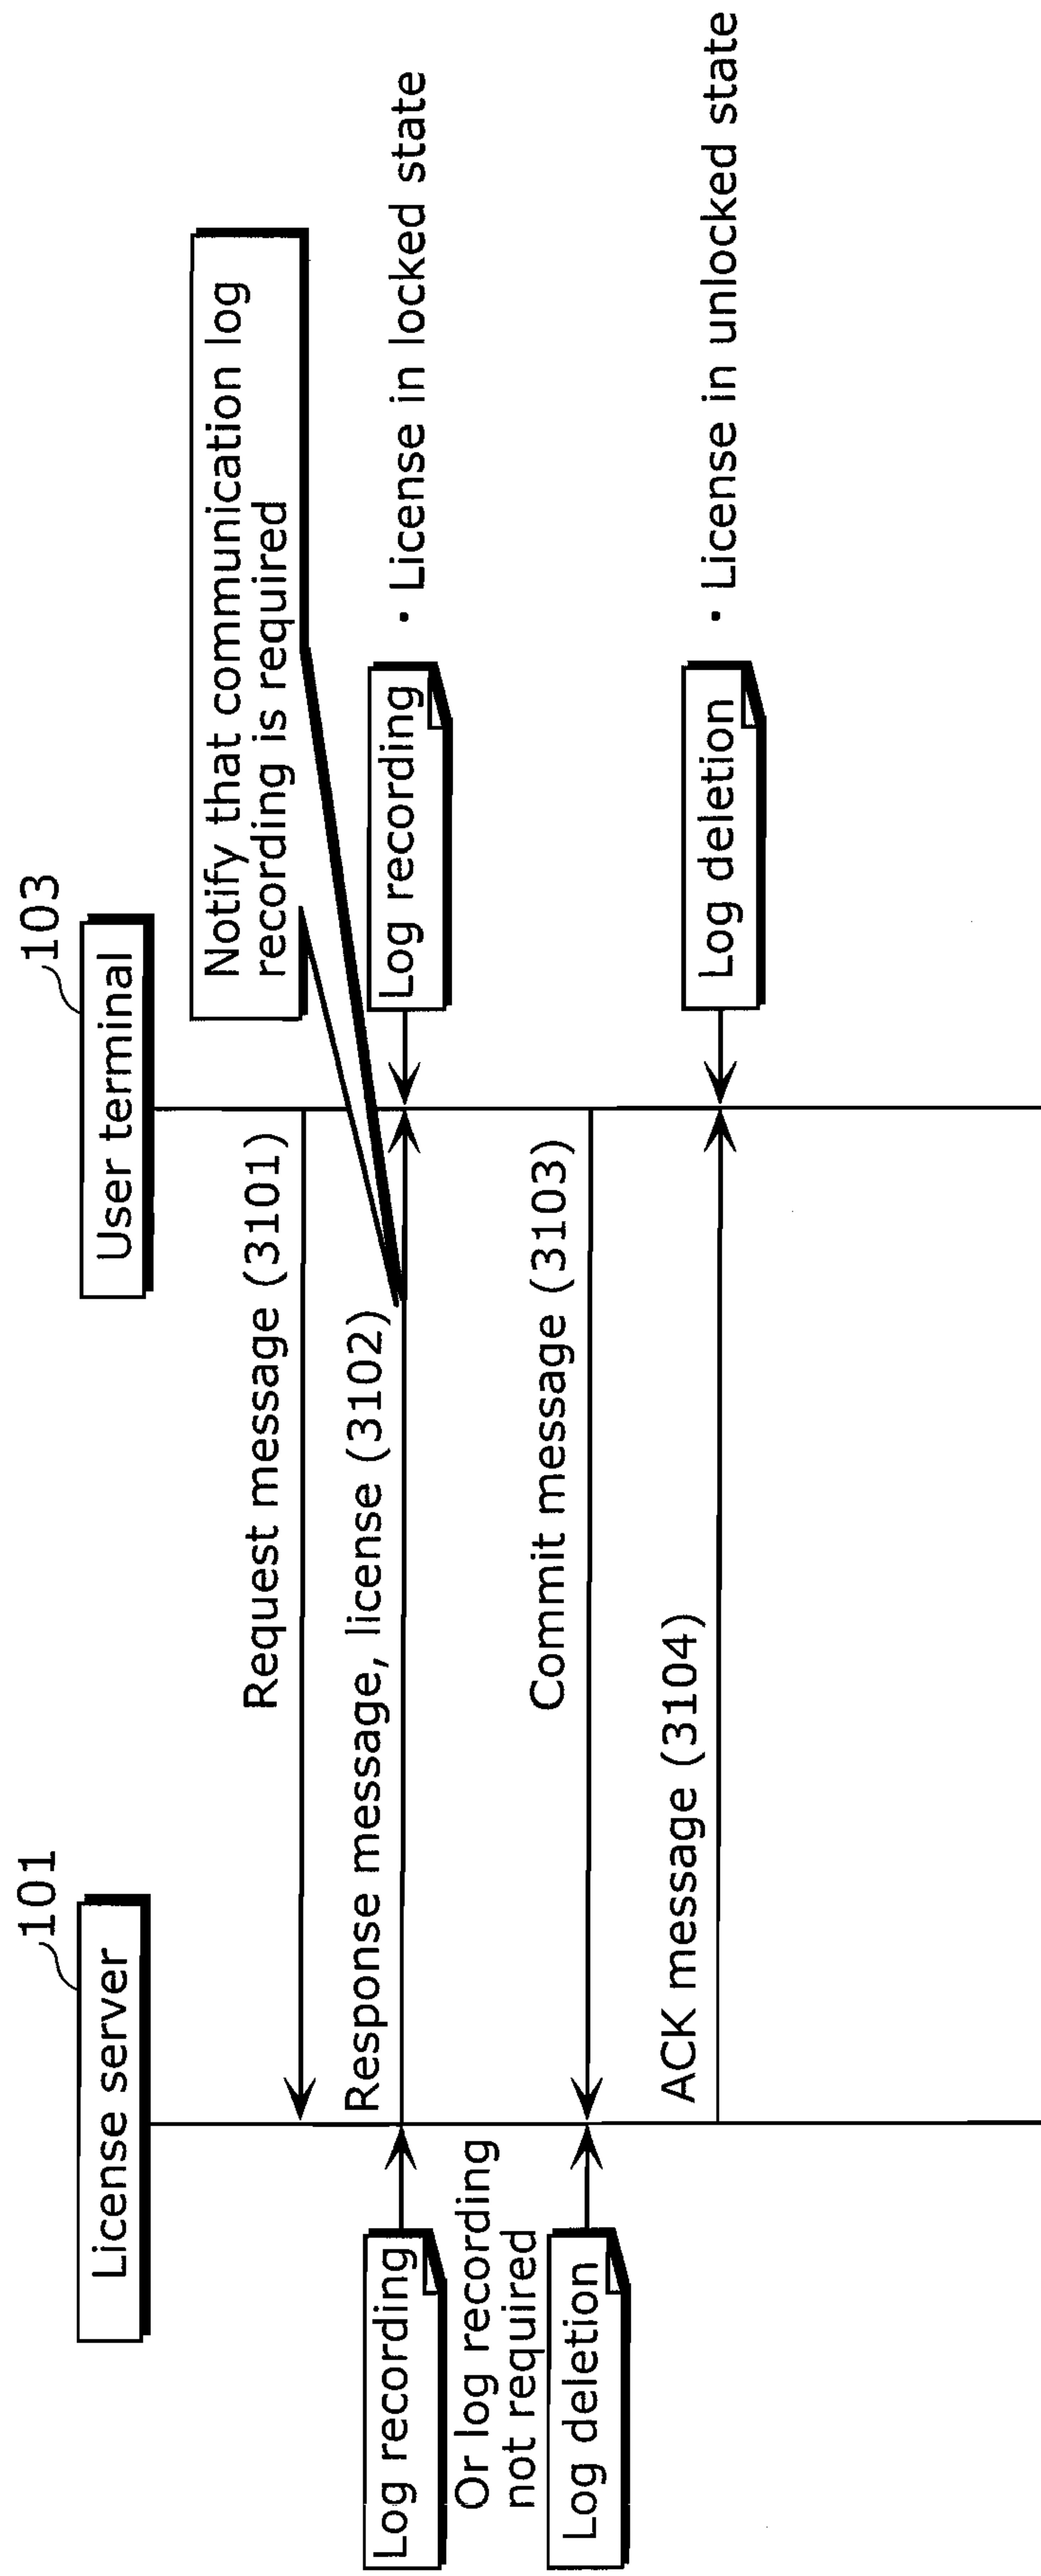 101
License server
103
User terminal
Notify that communication log
recording is required
Request message (3101)
Response message, license (3102)
Log recording
Log recording
・License in locked state
Or log recording
not required
Commit message (3103)
Log deletion
ACK message (3104)
Log deletion
・License in unlocked state